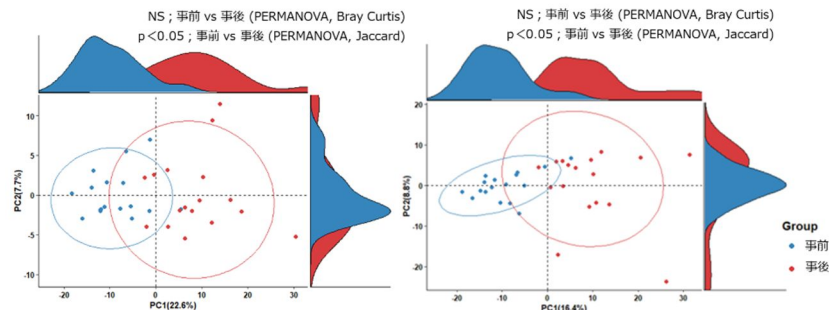 NS ; 事前 vs 事後 (PERMANOVA, Bray Curtis)
p＜0.05 ; 事前 vs 事後 (PERMANOVA, Jaccard)
10
5
0
-5
-10
PC2(7.7%)
-20
-10
0
10
20
30
PC1(22.6%)
NS ; 事前 vs 事後 (PERMANOVA, Bray Curtis)
p＜0.05 ; 事前 vs 事後 (PERMANOVA, Jaccard)
20
10
0
-10
-20
PC2(8.8%)
-20
-10
0
10
20
30
PC1(16.4%)
Group
事前
事後